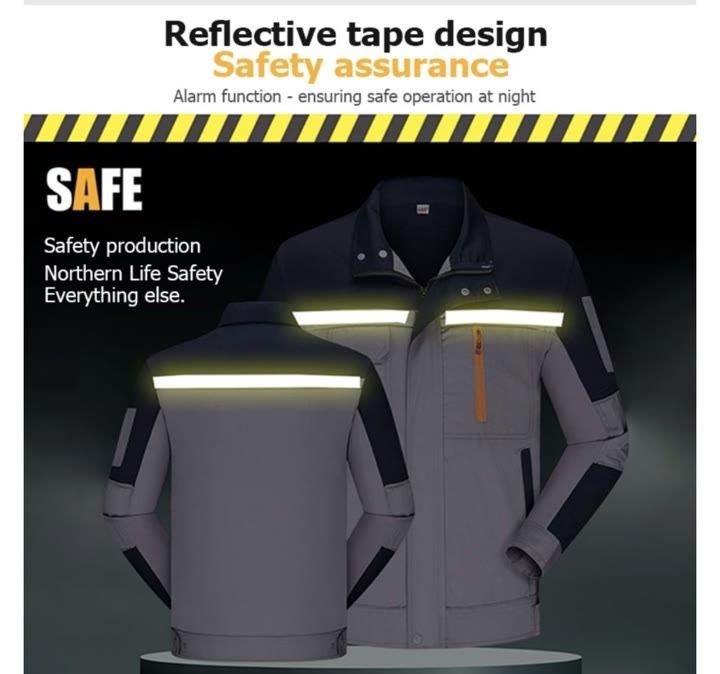 Reflective tape design
Safety assurance
Alarm function - ensuring safe operation at night
SAFE
Safety production
Northern Life Safety
Everything else.